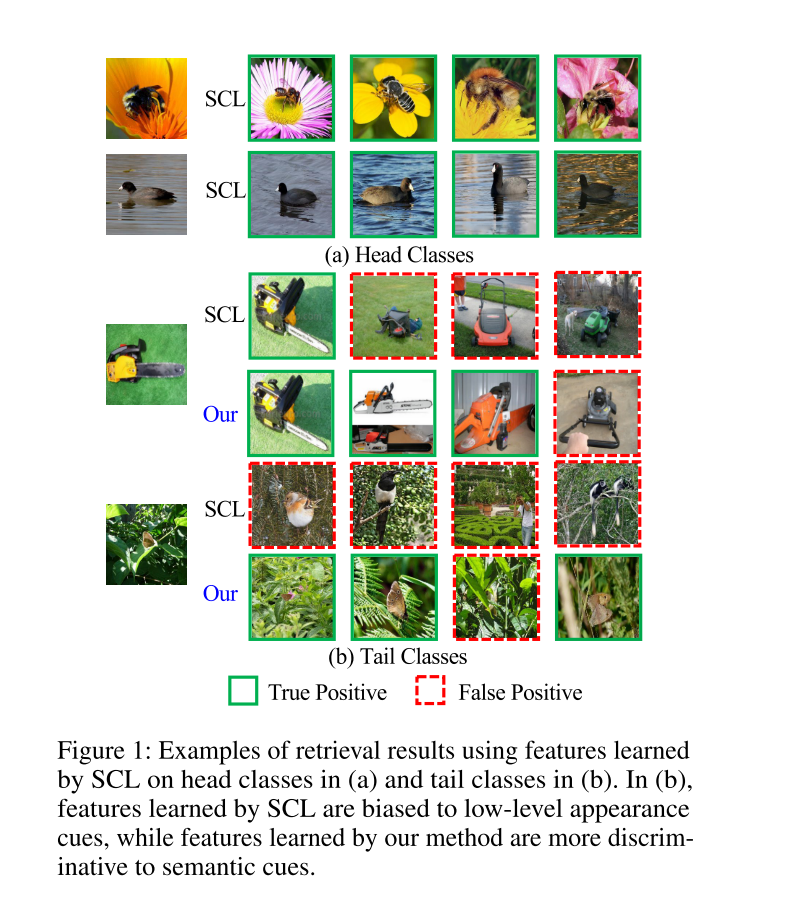 SCL
SCL
(a) Head Classes
SCL
Our
SCL
Our
(b) Tail Classes
True Positive
False Positive
Figure 1: Examples of retrieval results using features learned
by SCL on head classes in (a) and tail classes in (b). In (b),
features learned by SCL are biased to low-level appearance
cues, while features learned by our method are more discrim-
inative to semantic cues.